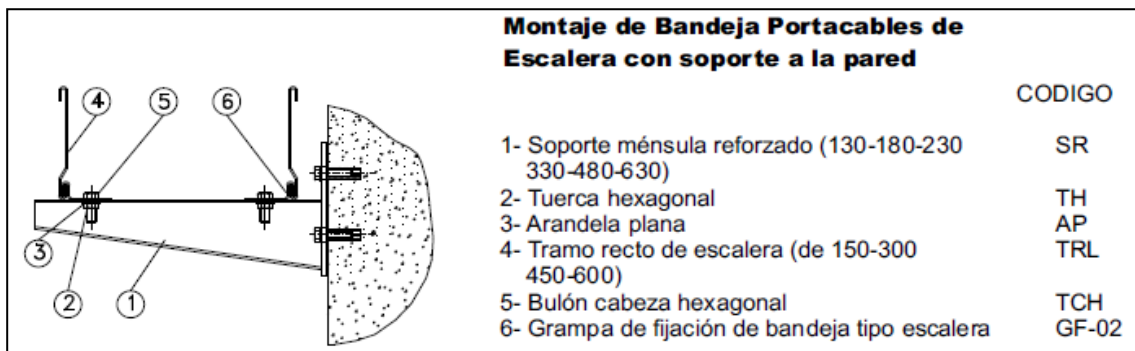 Montaje de Bandeja Portacables de
Escalera con soporte a la pared
CODIGO
1- Soporte ménsula reforzado (130-180-230 SR
330-480-630)
2- Tuerca hexagonal TH
3- Arandela plana AP
4- Tramo recto de escalera (de 150-300 TRL
450-600)
5- Bulón cabeza hexagonal TCH
6- Grampa de fijación de bandeja tipo escalera GF-02
4 5 6
3
2 1